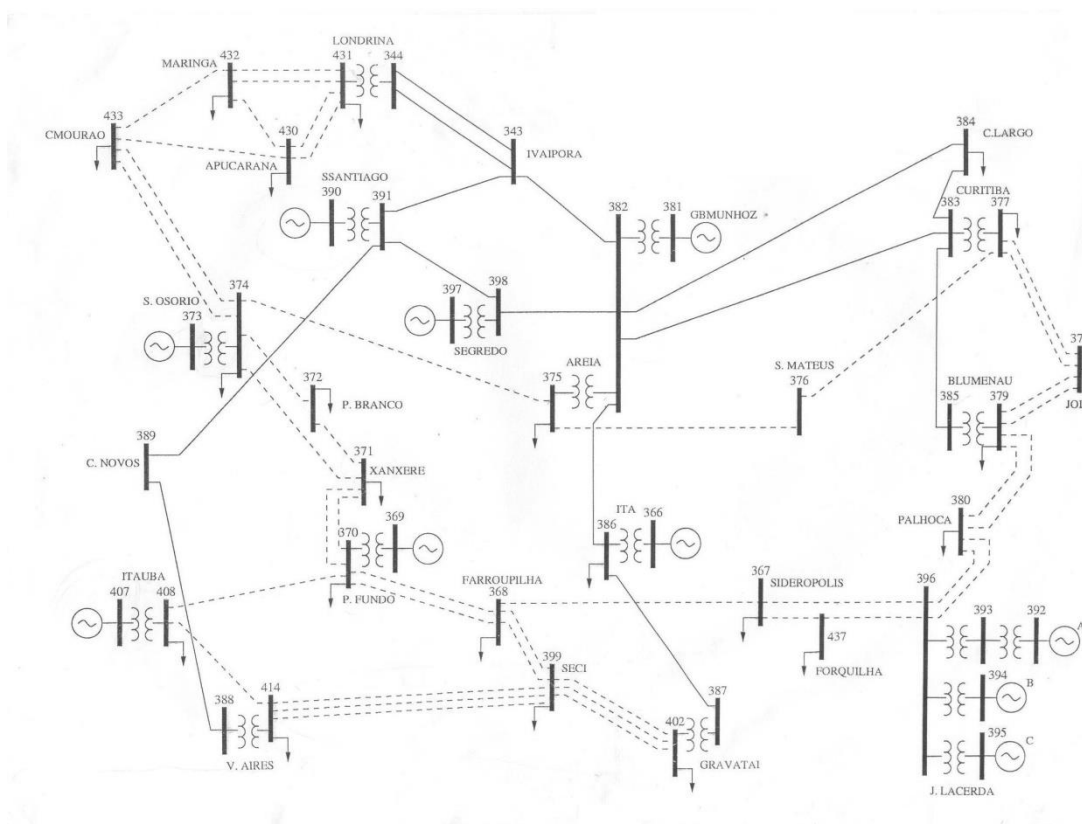 LONDRINA
MARINGA 432 431 344
433
CMOURAO
430
APUCARANA
343
IVAIPORA
384
C.LARGO
CURITIBA
383 377
SSANTIAGO
390 391
382 381 GBMUNHOZ
374
S. OSORIO
373
397 398
SEGREDO
AREIA
375
S. MATEUS
376
372
P. BRANCO
BLUMENAU
385 379
389
C. NOVOS
371
XANXERE
380
PALHOCA
370 369
P. FUNDO
ITA
386 366
ITAUBA
407 408
FARROUPILHA
368
367
SIDEROPOLIS
437
FORQUILHA
396
393 392 A
394 B
395 C
J. LACERDA
399
SECI
388 414
V. AIRES
402 387
GRAVATAI